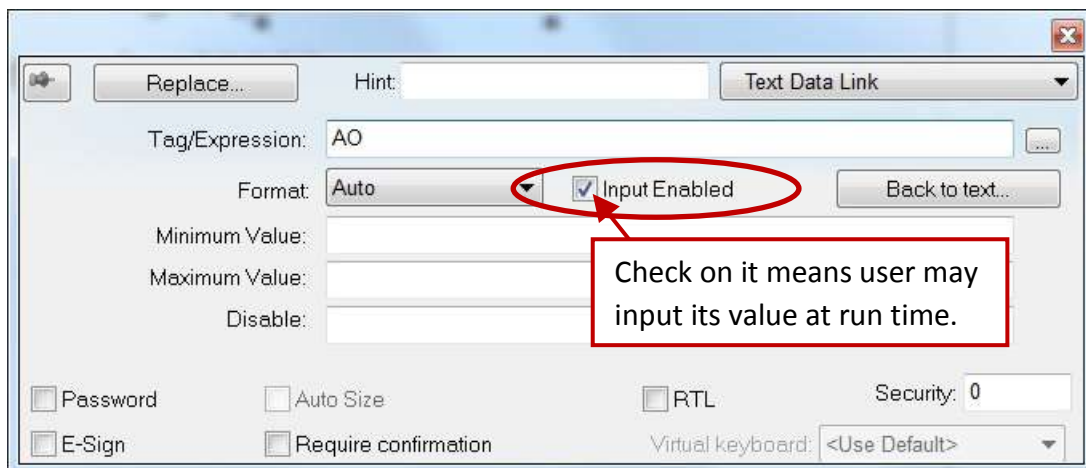 Replace... Hint: Text Data Link
Tag/Expression: AO ...
Format: Auto Input Enabled Back to text...
Minimum Value:
Maximum Value:
Disable:
Check on it means user may
input its value at run time.
Password Auto Size RTL Security: 0
E-Sign Require confirmation Virtual keyboard: <Use Default>